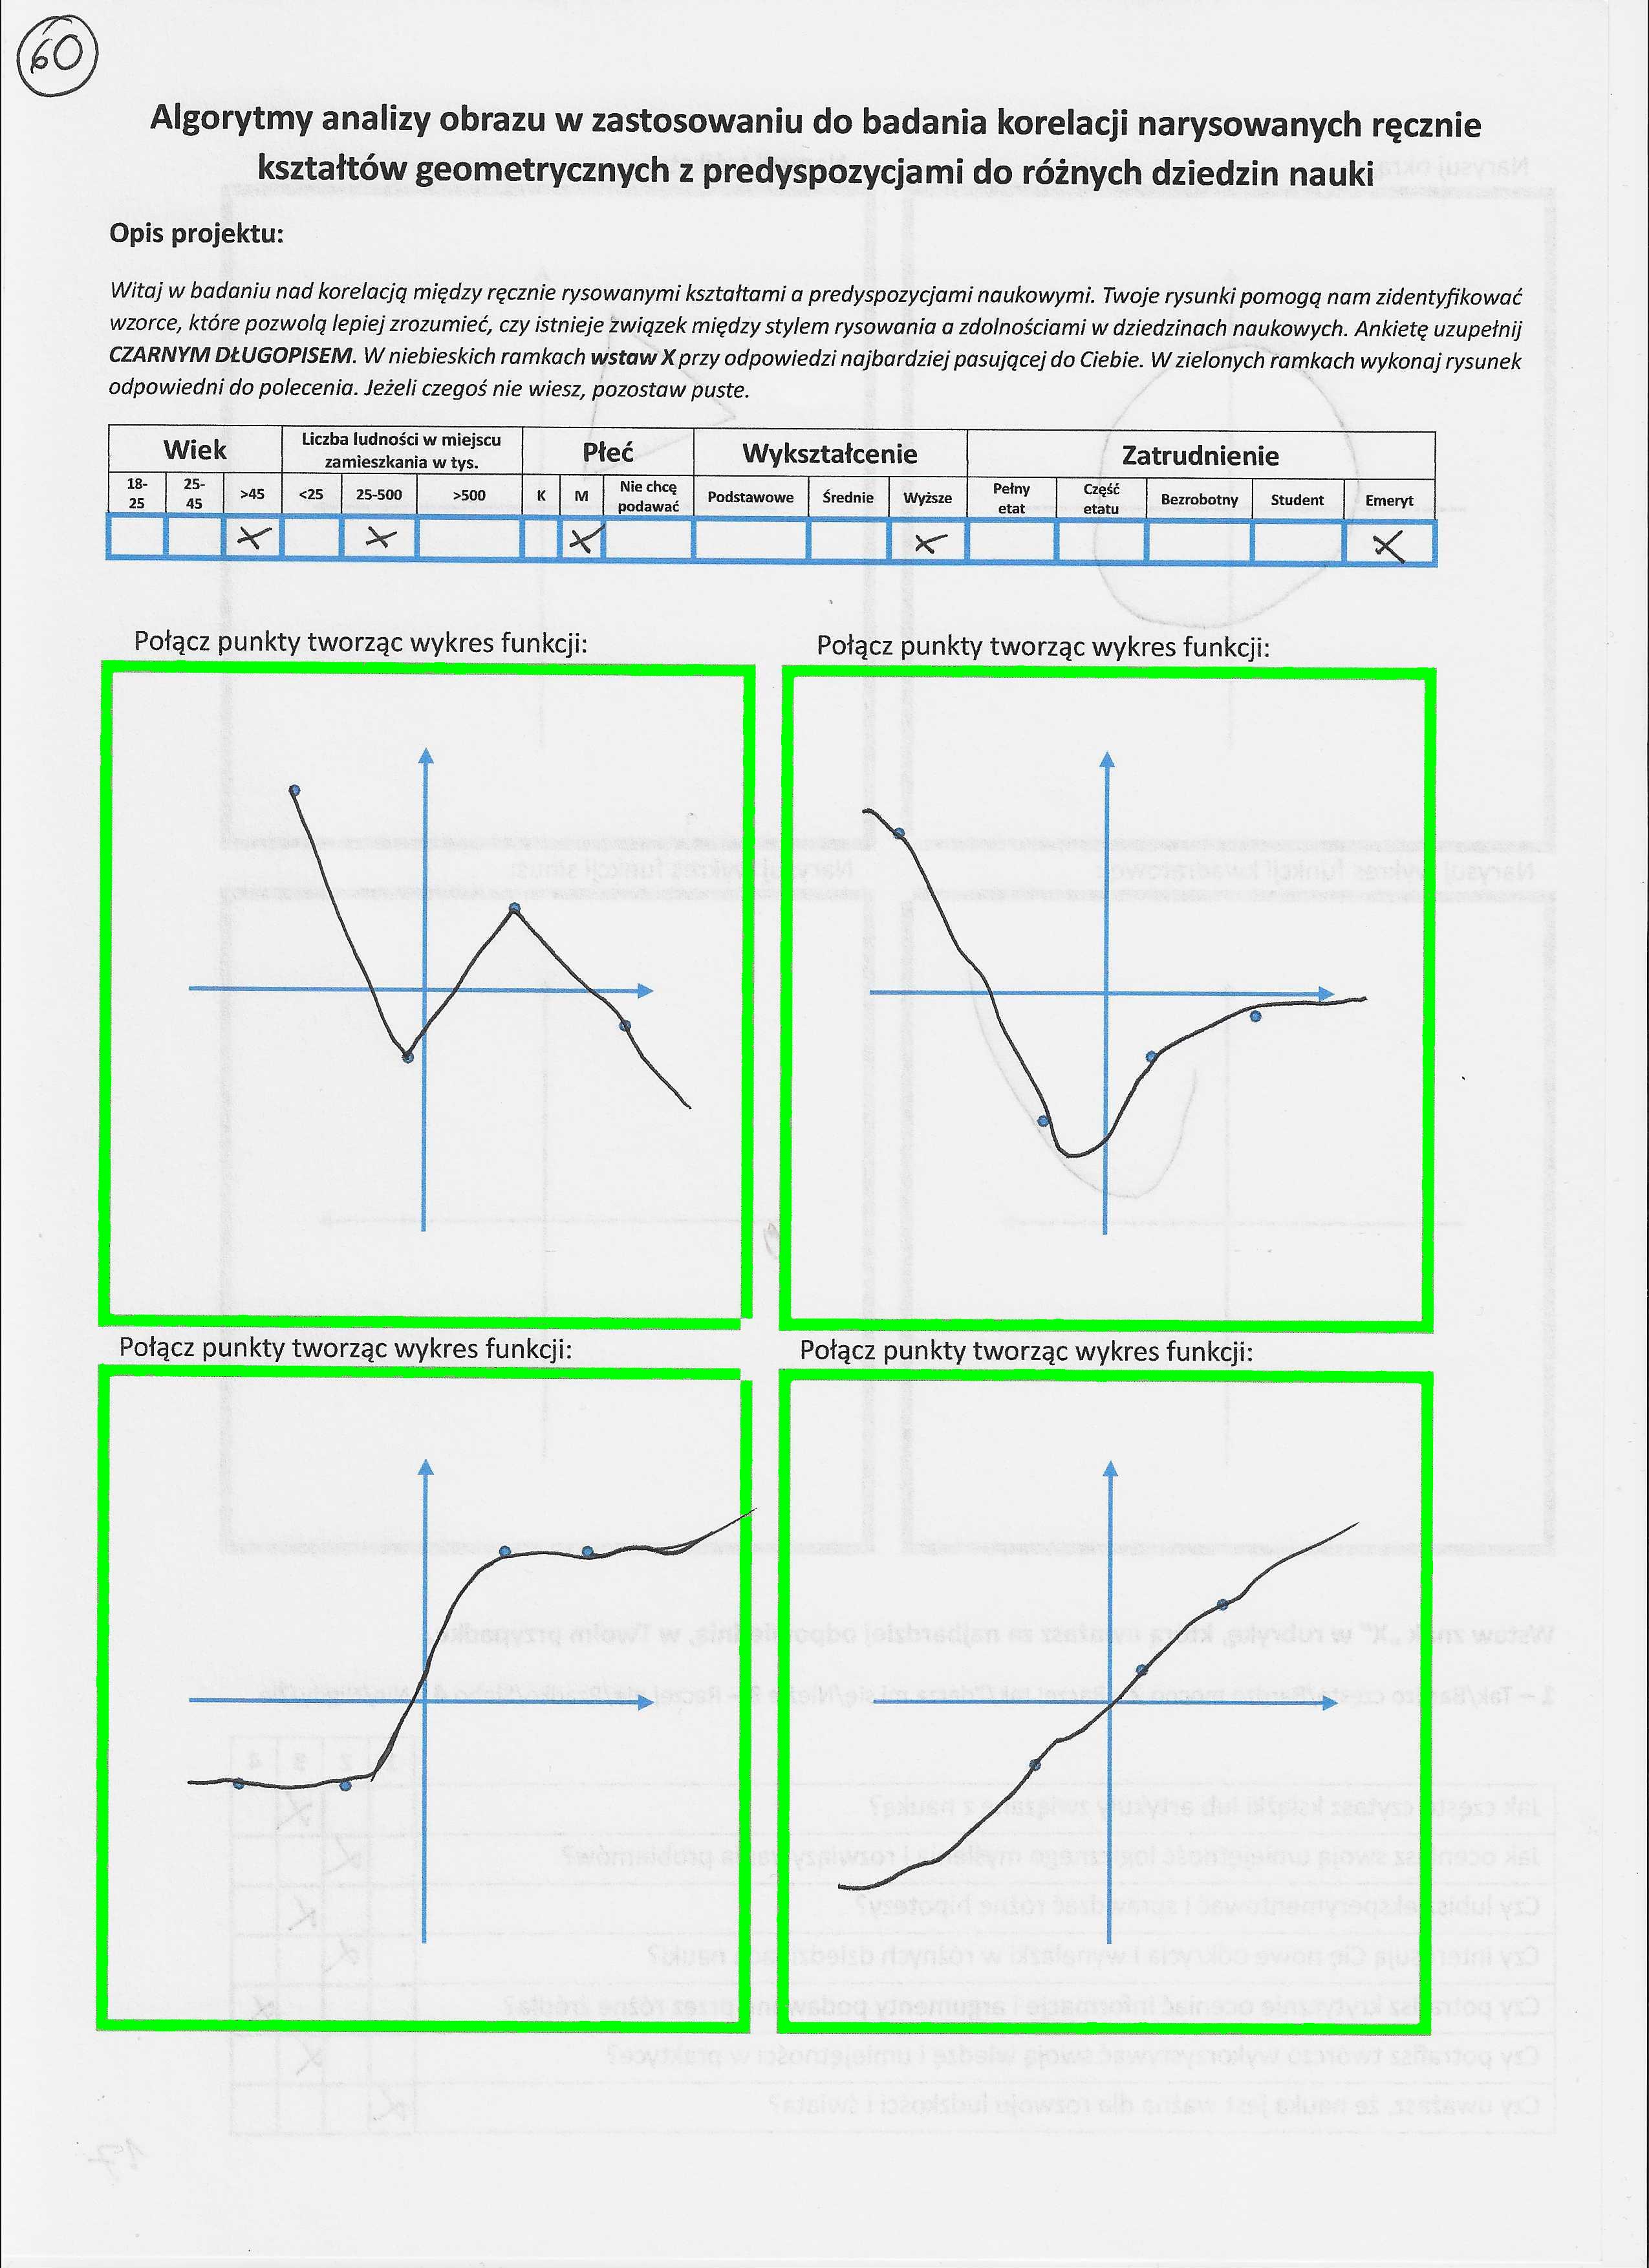 60
Algorytmy analizy obrazu w zastosowaniu do badania korelacji narysowanych ręcznie
kształtów geometrycznych z predyspozycjami do różnych dziedzin nauki
Opis projektu:
Witaj w badaniu nad korelacją między ręcznie rysowanymi kształtami a predyspozycjami naukowymi. Twoje rysunki pomogą nam zidentyfikować
wzorce, które pozwolą lepiej zrozumieć, czy istnieje związek między stylem rysowania a zdolnościami w dziedzinach naukowych. Ankietę uzupełnij
CZARNYM DŁUGOPISEM. W niebieskich ramkach wstaw X przy odpowiedzi najbardziej pasującej do Ciebie. W zielonych ramkach wykonaj rysunek
odpowiedni do polecenia. Jeżeli czegoś nie wiesz, pozostaw puste.
Wiek Liczba ludności w miejscu zamieszkania w tys. Płeć Wykształcenie Zatrudnienie
18-25 25-45 >45 <25 25-500 >500 K M Nie chcę podawać Podstawowe Średnie Wyższe Pełny etat Część etatu Bezrobotny Student Emeryt
X X X X X
Połącz punkty tworząc wykres funkcji: Połącz punkty tworząc wykres funkcji:
Połącz punkty tworząc wykres funkcji: Połącz punkty tworząc wykres funkcji: